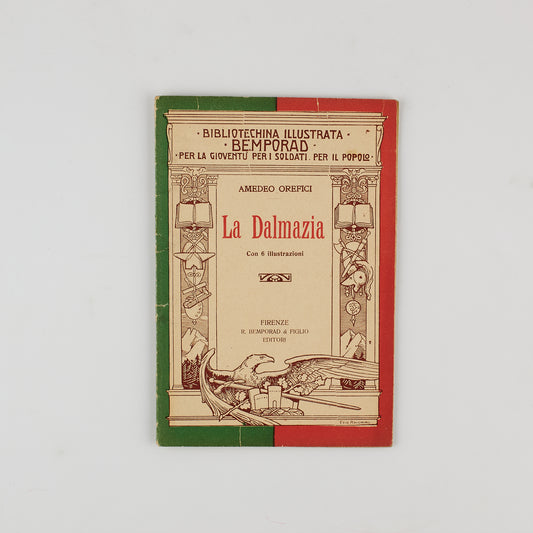 · BIBLIOTECHINA ILLUSTRATA ·
· BEMPORAD ·
· PER LA GIOVENTÙ PER I SOLDATI. PER IL POPOLO ·
AMEDEO OREFICI
La Dalmazia
Con 6 illustrazioni
FIRENZE
R. BEMPORAD & FIGLIO
EDITORI